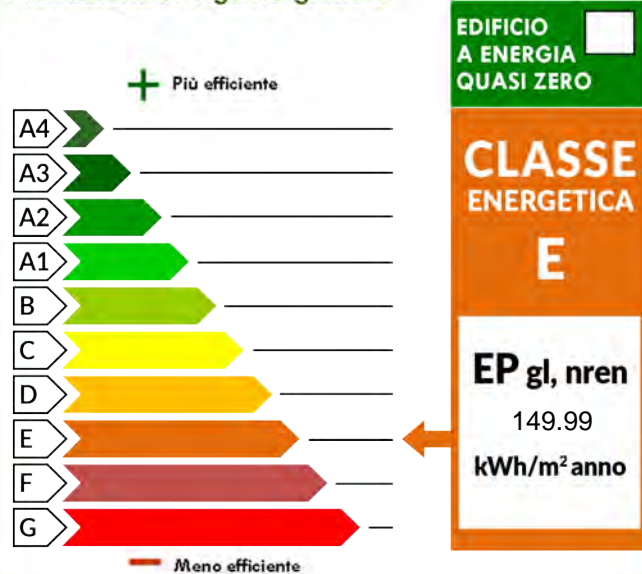 Più efficiente
A4
A3
A2
A1
B
C
D
E
F
G
Meno efficiente
EDIFICIO
A ENERGIA
QUASI ZERO
CLASSE
ENERGETICA
E
EP gl, nren
149.99
kWh/m² anno